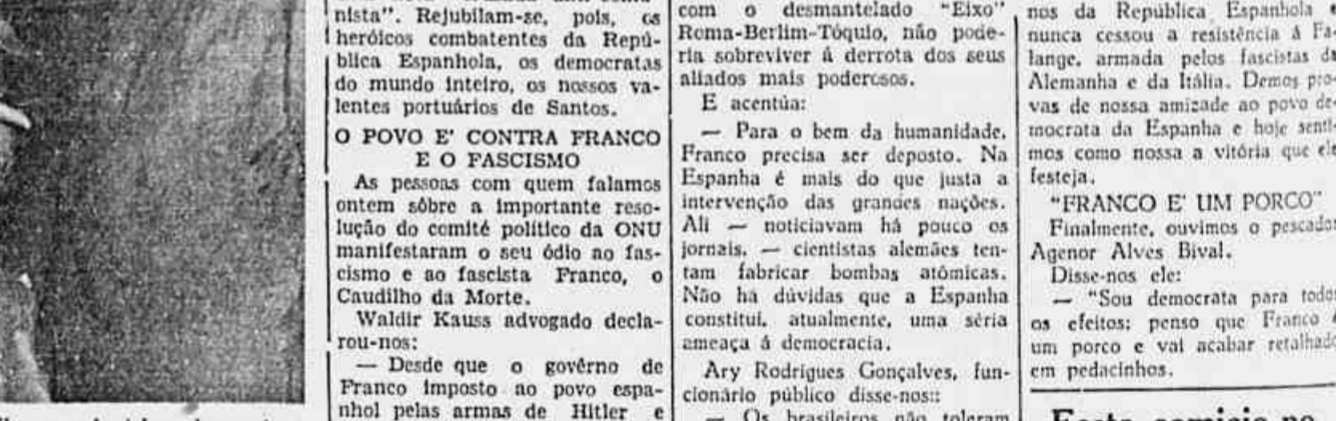 nista". Rejubilam-se, pois, os
heróicos combatentes da Repú-
blica Espanhola, os democratas
do mundo inteiro, os nossos va-
lentes portuários de Santos.
O POVO E' CONTRA FRANCO
E O FASCISMO
As pessoas com quem falamos
ontem sôbre a importante reso-
lução do comité político da ONU
manifestaram o seu ódio ao fas-
cismo e ao fascista Franco, o
Caudilho da Morte.
Waldir Kauss advogado decla-
rou-nos:
— Desde que o govêrno de
Franco imposto ao povo espa-
nhol pelas armas de Hitler e
com o desmantelado "Eixo"
Roma-Berlim-Tóquio, não pode-
ria sobreviver á derrota dos seus
aliados mais poderosos.
E acentúa:
— Para o bem da humanidade,
Franco precisa ser deposto. Na
Espanha é mais do que justa a
intervenção das grandes nações.
Ali — noticiavam há pouco os
jornais, — cientistas alemães ten-
tam fabricar bombas atômicas.
Não há dúvidas que a Espanha
constitui, atualmente, uma séria
ameaça á democracia.
Ary Rodrigues Gonçalves, fun-
cionário público disse-nos::
— Os brasileiros não toleram
nos da República Espanhola e
nunca cessou a resistência á Fa-
lange, armada pelos fascistas da
Alemanha e da Itália. Demos pro-
vas de nossa amizade ao povo de-
mocrata da Espanha e hoje senti-
mos como nossa a vitória que ele
festeja.
"FRANCO E' UM PORCO"
Finalmente, ouvimos o pescador
Agenor Alves Bival.
Disse-nos ele:
— "Sou democrata para todos
os efeitos; penso que Franco é
um porco e vai acabar retalhado
em pedacinhos.